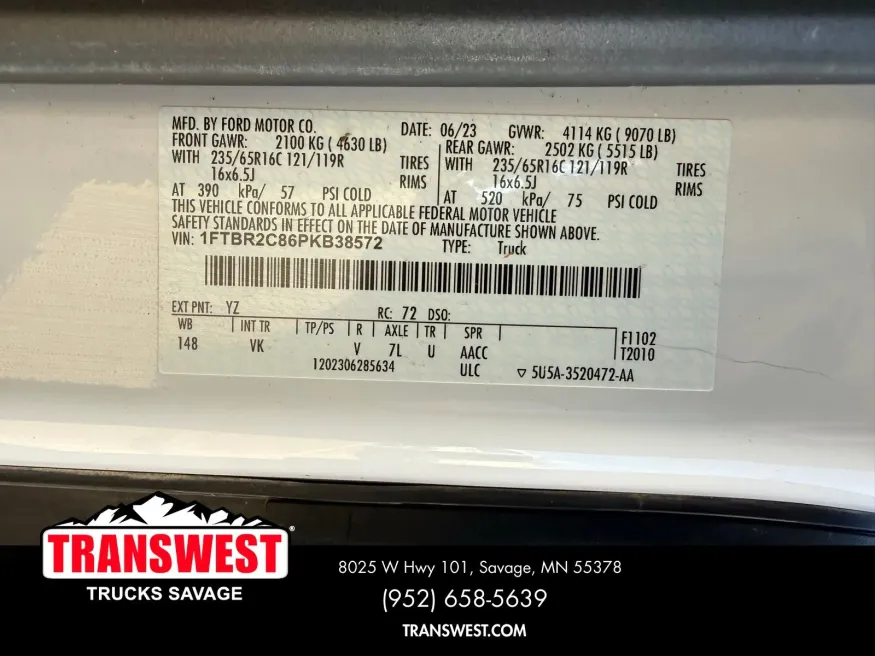 MFD. BY FORD MOTOR CO. DATE: 06/23 GVWR: 4114 KG ( 9070 LB)
FRONT GAWR: 2100 KG ( 4630 LB) REAR GAWR: 2502 KG ( 5515 LB)
WITH 235/65R16C 121/119R TIRES WITH 235/65R16C 121/119R TIRES
16x6.5J RIMS 16x6.5J RIMS
AT 390 kPa/ 57 PSI COLD AT 520 kPa/ 75 PSI COLD
THIS VEHICLE CONFORMS TO ALL APPLICABLE FEDERAL MOTOR VEHICLE
SAFETY STANDARDS IN EFFECT ON THE DATE OF MANUFACTURE SHOWN ABOVE.
VIN: 1FTBR2C86PKB38572 TYPE: Truck
EXT PNT: YZ RC: 72 DSO:
WB INT TR TP/PS R AXLE TR SPR F1102
148 VK V 7L U AACC T2010
1202306285634 ULC ▽ 5U5A-3520472-AA
TRANSWEST®
TRUCKS SAVAGE
8025 W Hwy 101, Savage, MN 55378
(952) 658-5639
TRANSWEST.COM